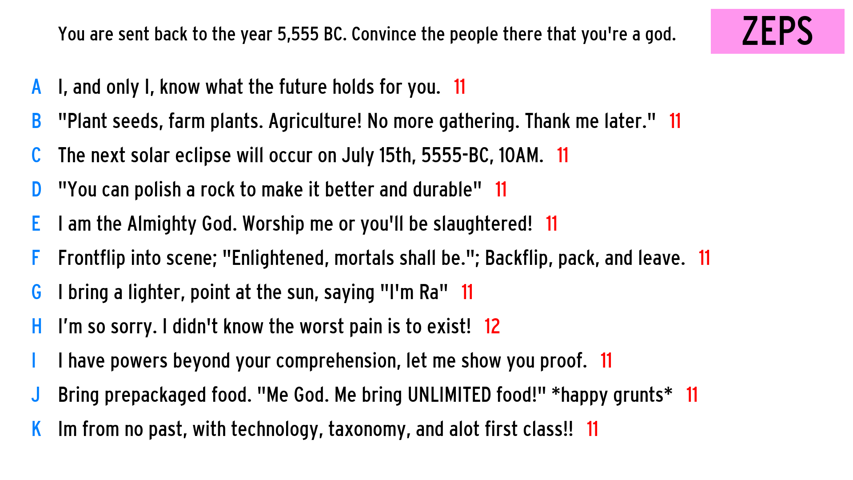 You are sent back to the year 5,555 BC. Convince the people there that you're a god.
ZEPS
A I, and only I, know what the future holds for you. 11
B "Plant seeds, farm plants. Agriculture! No more gathering. Thank me later." 11
C The next solar eclipse will occur on July 15th, 5555-BC, 10AM. 11
D "You can polish a rock to make it better and durable" 11
E I am the Almighty God. Worship me or you'll be slaughtered! 11
F Frontflip into scene; "Enlightened, mortals shall be."; Backflip, pack, and leave. 11
G I bring a lighter, point at the sun, saying "I'm Ra" 11
H I’m so sorry. I didn't know the worst pain is to exist! 12
I I have powers beyond your comprehension, let me show you proof. 11
J Bring prepackaged food. "Me God. Me bring UNLIMITED food!" *happy grunts* 11
K Im from no past, with technology, taxonomy, and alot first class!! 11